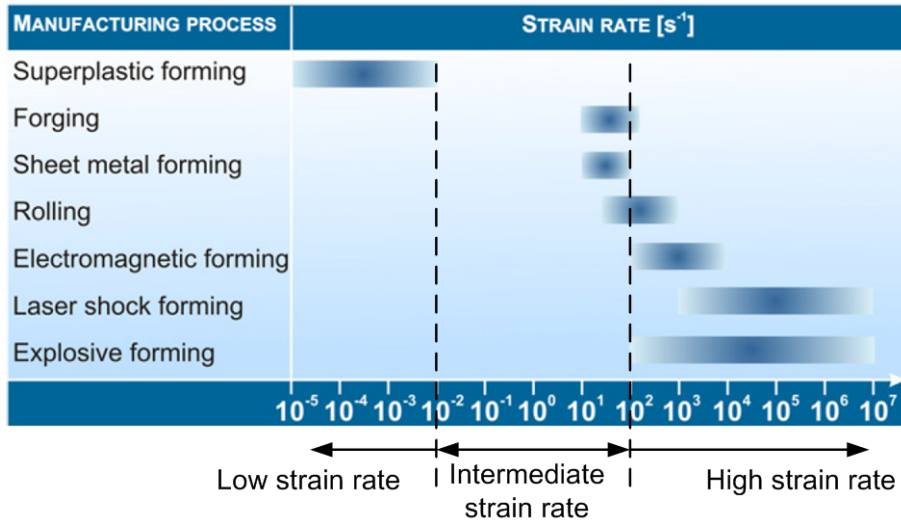 MANUFACTURING PROCESS STRAIN RATE [s⁻¹]
Superplastic forming
Forging
Sheet metal forming
Rolling
Electromagnetic forming
Laser shock forming
Explosive forming
10⁻⁵ 10⁻⁴ 10⁻³ 10⁻² 10⁻¹ 10⁰ 10¹ 10² 10³ 10⁴ 10⁵ 10⁶ 10⁷
Low strain rate
Intermediate
strain rate
High strain rate